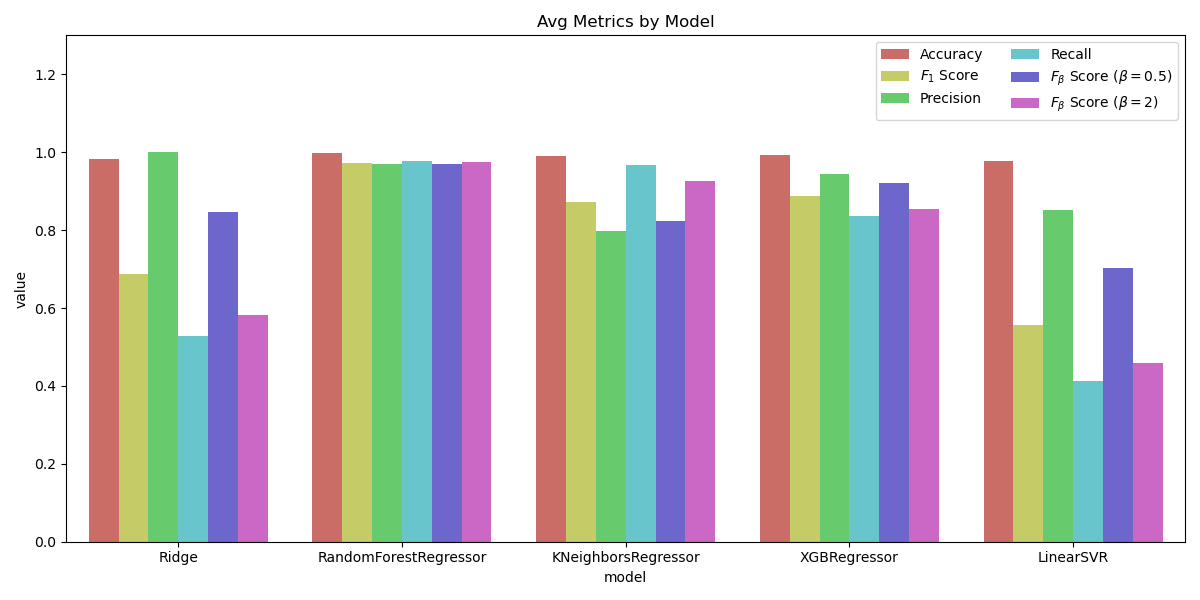 Avg Metrics by Model
Accuracy
F₁ Score
Precision
Recall
Fᵦ Score (β = 0.5)
Fᵦ Score (β = 2)
value
1.2
1.0
0.8
0.6
0.4
0.2
0.0
Ridge
RandomForestRegressor
KNeighborsRegressor
XGBRegressor
LinearSVR
model